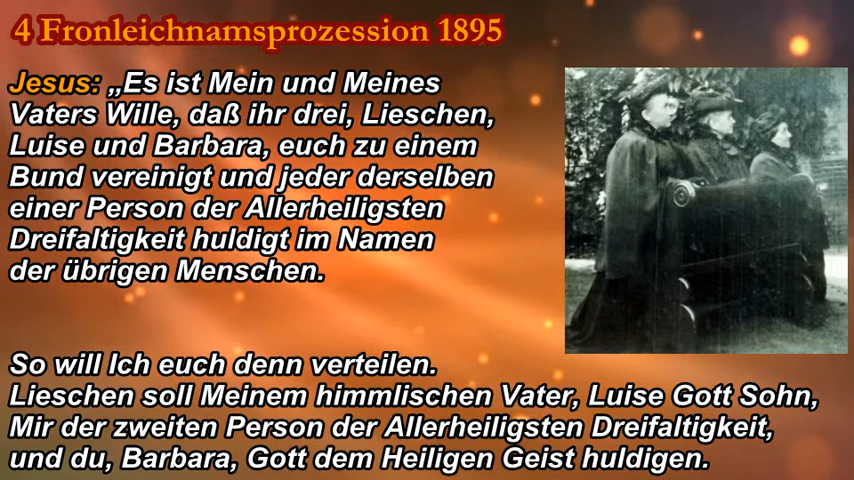 4 Fronleichnamsprozession 1895
Jesus: „Es ist Mein und Meines
Vaters Wille, daß ihr drei, Lieschen,
Luise und Barbara, euch zu einem
Bund vereinigt und jeder derselben
einer Person der Allerheiligsten
Dreifaltigkeit huldigt im Namen
der übrigen Menschen.
So will Ich euch denn verteilen.
Lieschen soll Meinem himmlischen Vater, Luise Gott Sohn,
Mir der zweiten Person der Allerheiligsten Dreifaltigkeit,
und du, Barbara, Gott dem Heiligen Geist huldigen.